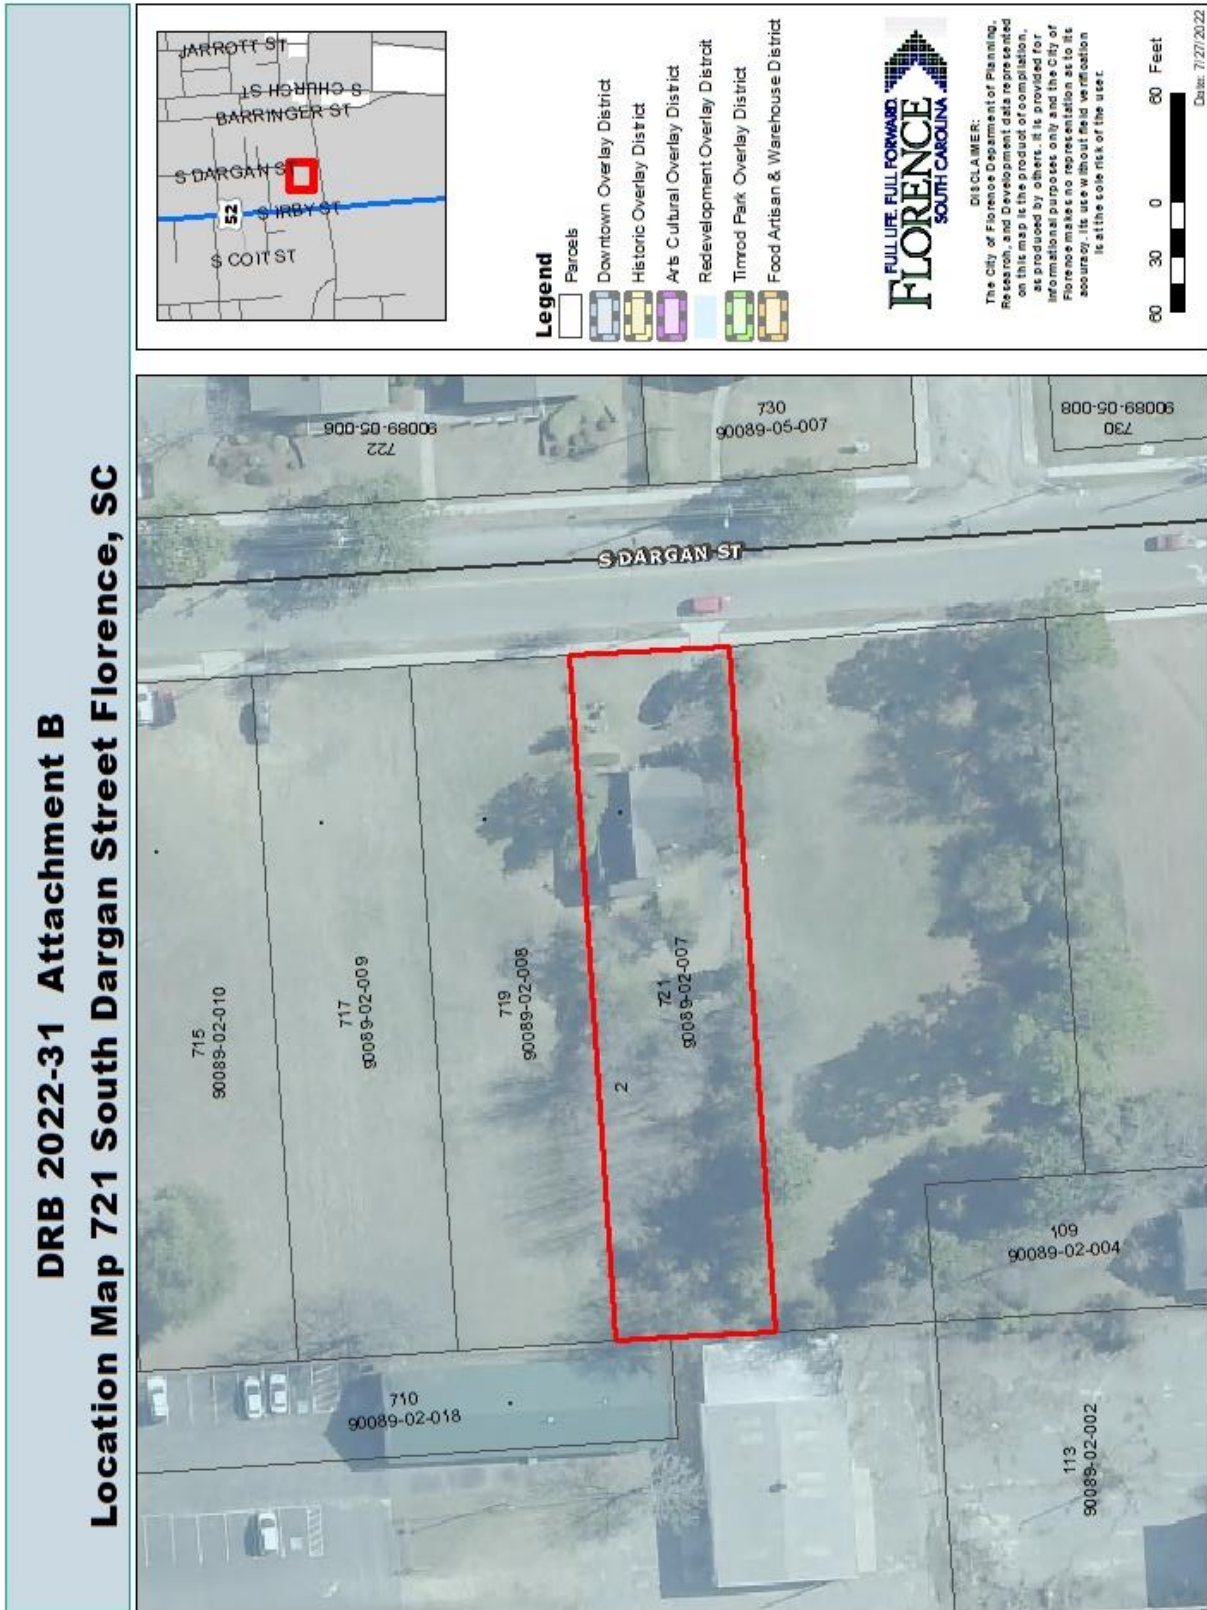 DRB 2022-31 Attachment B
Location Map 721 South Dargan Street Florence, SC
715
90089-02-010
717
90089-02-009
719
90089-02-008
2
721
90089-02-007
710
90089-02-018
109
90089-02-004
113
90089-02-002
S DARGAN ST
722
90089-05-006
730
90089-05-007
730
90089-05-008
JARROTT ST
S CHURCH ST
BARRINGER ST
S DARGAN ST
52
S IRBY ST
S COIT ST
Legend
Parcels
Downtown Overlay District
Historic Overlay District
Arts Cultural Overlay District
Redevelopment Overlay Distrcit
Timrod Park Overlay District
Food Artisan & Warehouse District
FULL LIFE. FULL FORWARD.
FLORENCE
SOUTH CAROLINA
DISCLAIMER:
The City of Florence Deparment of Planning,
Research, and Development data represented
on this map is the product of compilation,
as produced by others. It is provided for
informational purposes only and the City of
Florence makes no representation as to its
accuracy. Its use without field verification
is at the sole risk of the user.
60 30 0 60 Feet
Date: 7/27/2022